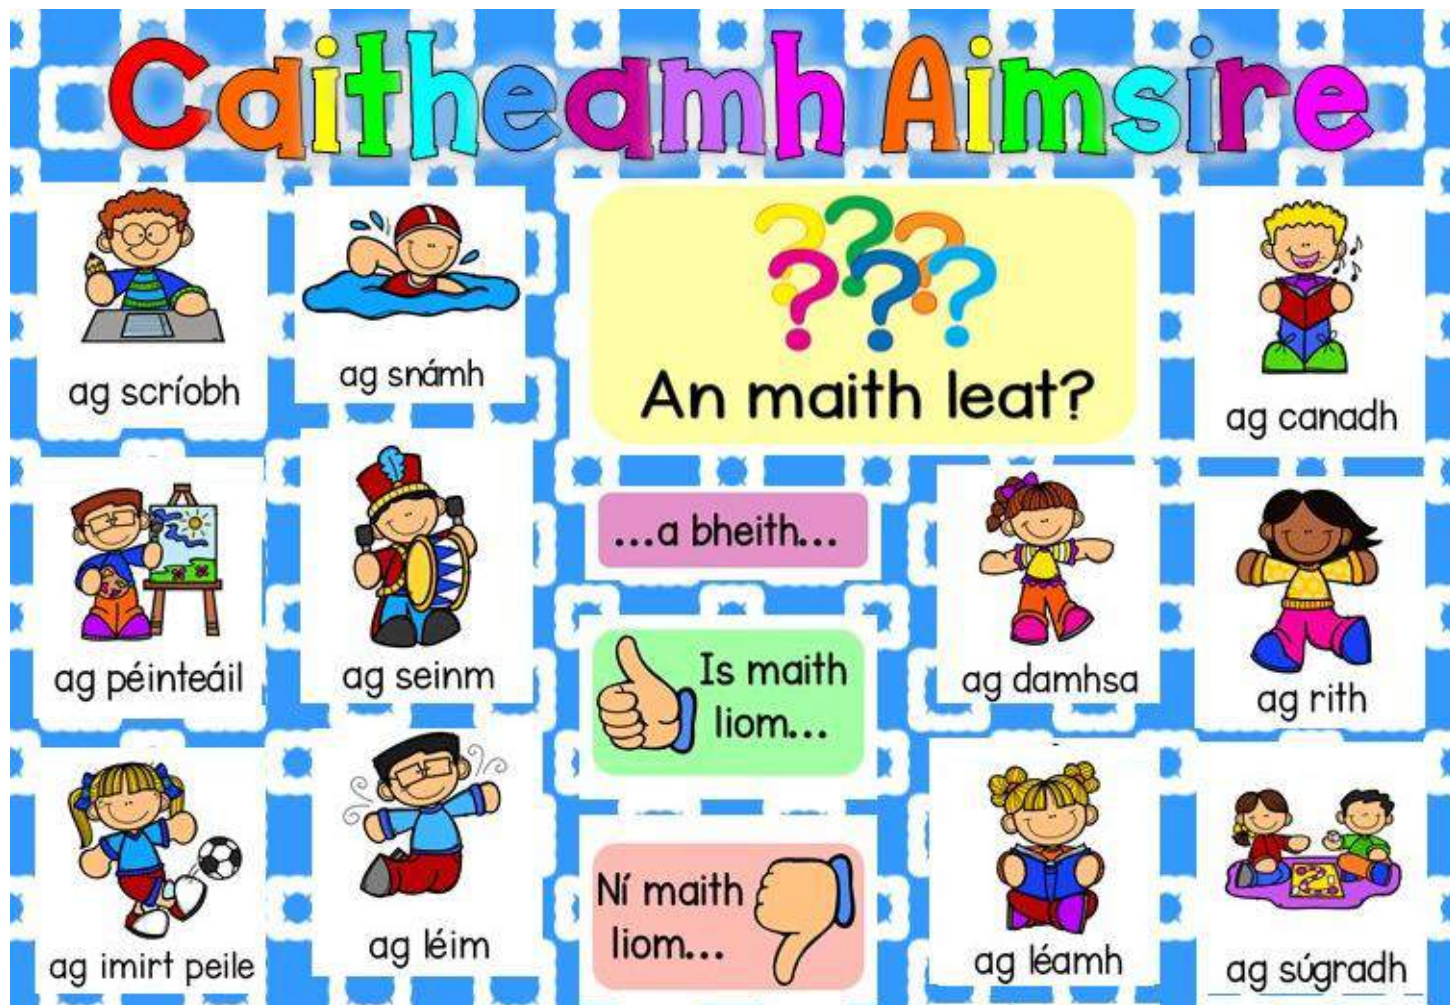 Caitheamh Aimsire
ag scríobh
ag snámh
An maith leat?
ag canadh
ag péinteáil
ag seinm
...a bheith...
ag damhsa
ag rith
Is maith
liom...
ag imirt peile
ag léim
Ní maith
liom...
ag léamh
ag súgradh